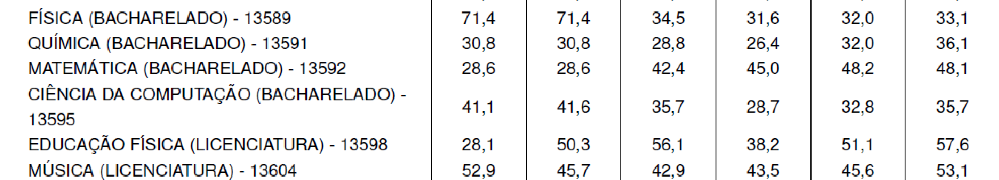 FÍSICA (BACHARELADO) - 13589 71,4 71,4 34,5 31,6 32,0 33,1
QUÍMICA (BACHARELADO) - 13591 30,8 30,8 28,8 26,4 32,0 36,1
MATEMÁTICA (BACHARELADO) - 13592 28,6 28,6 42,4 45,0 48,2 48,1
CIÊNCIA DA COMPUTAÇÃO (BACHARELADO) -
13595 41,1 41,6 35,7 28,7 32,8 35,7
EDUCAÇÃO FÍSICA (LICENCIATURA) - 13598 28,1 50,3 56,1 38,2 51,1 57,6
MÚSICA (LICENCIATURA) - 13604 52,9 45,7 42,9 43,5 45,6 53,1